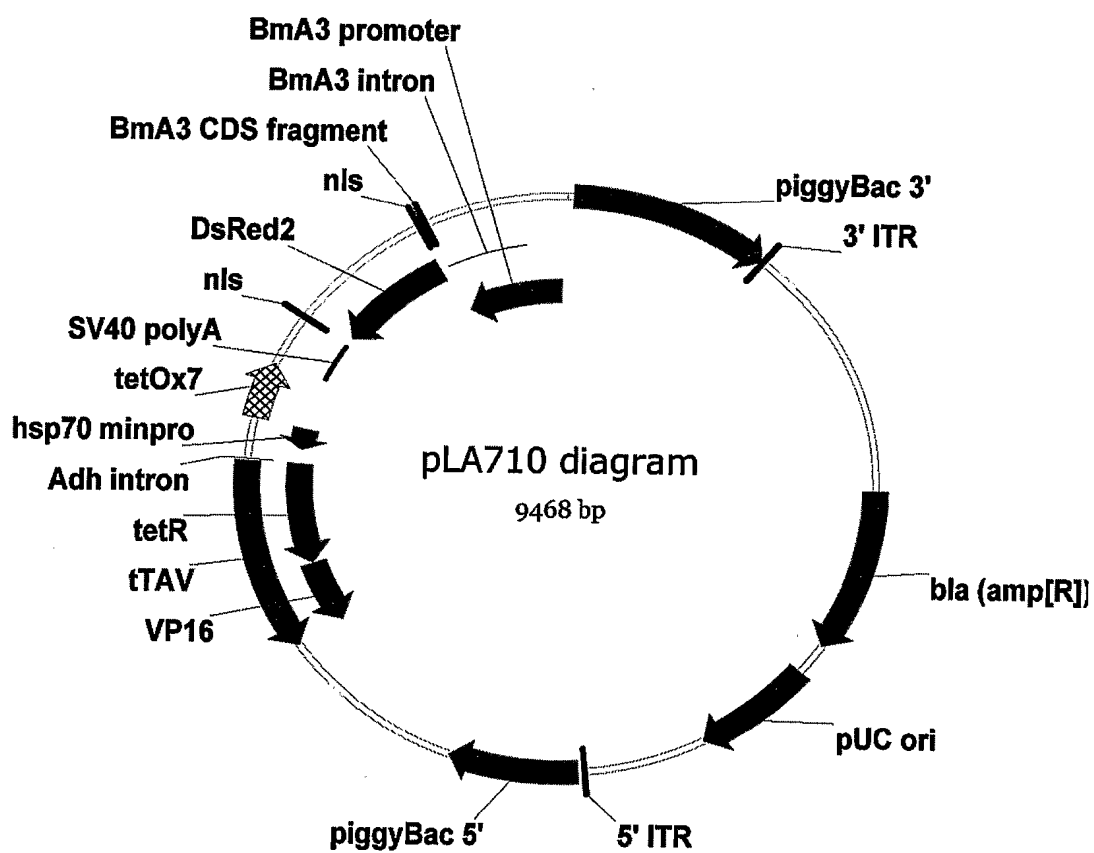 BmA3 promoter
BmA3 intron
BmA3 CDS fragment
nls
DsRed2
nls
SV40 polyA
tetOx7
hsp70 minpro
Adh intron
tetR
tTAV
VP16
piggyBac 3'
3' ITR
pLA710 diagram
9468 bp
bla (amp[R])
pUC ori
5' ITR
piggyBac 5'